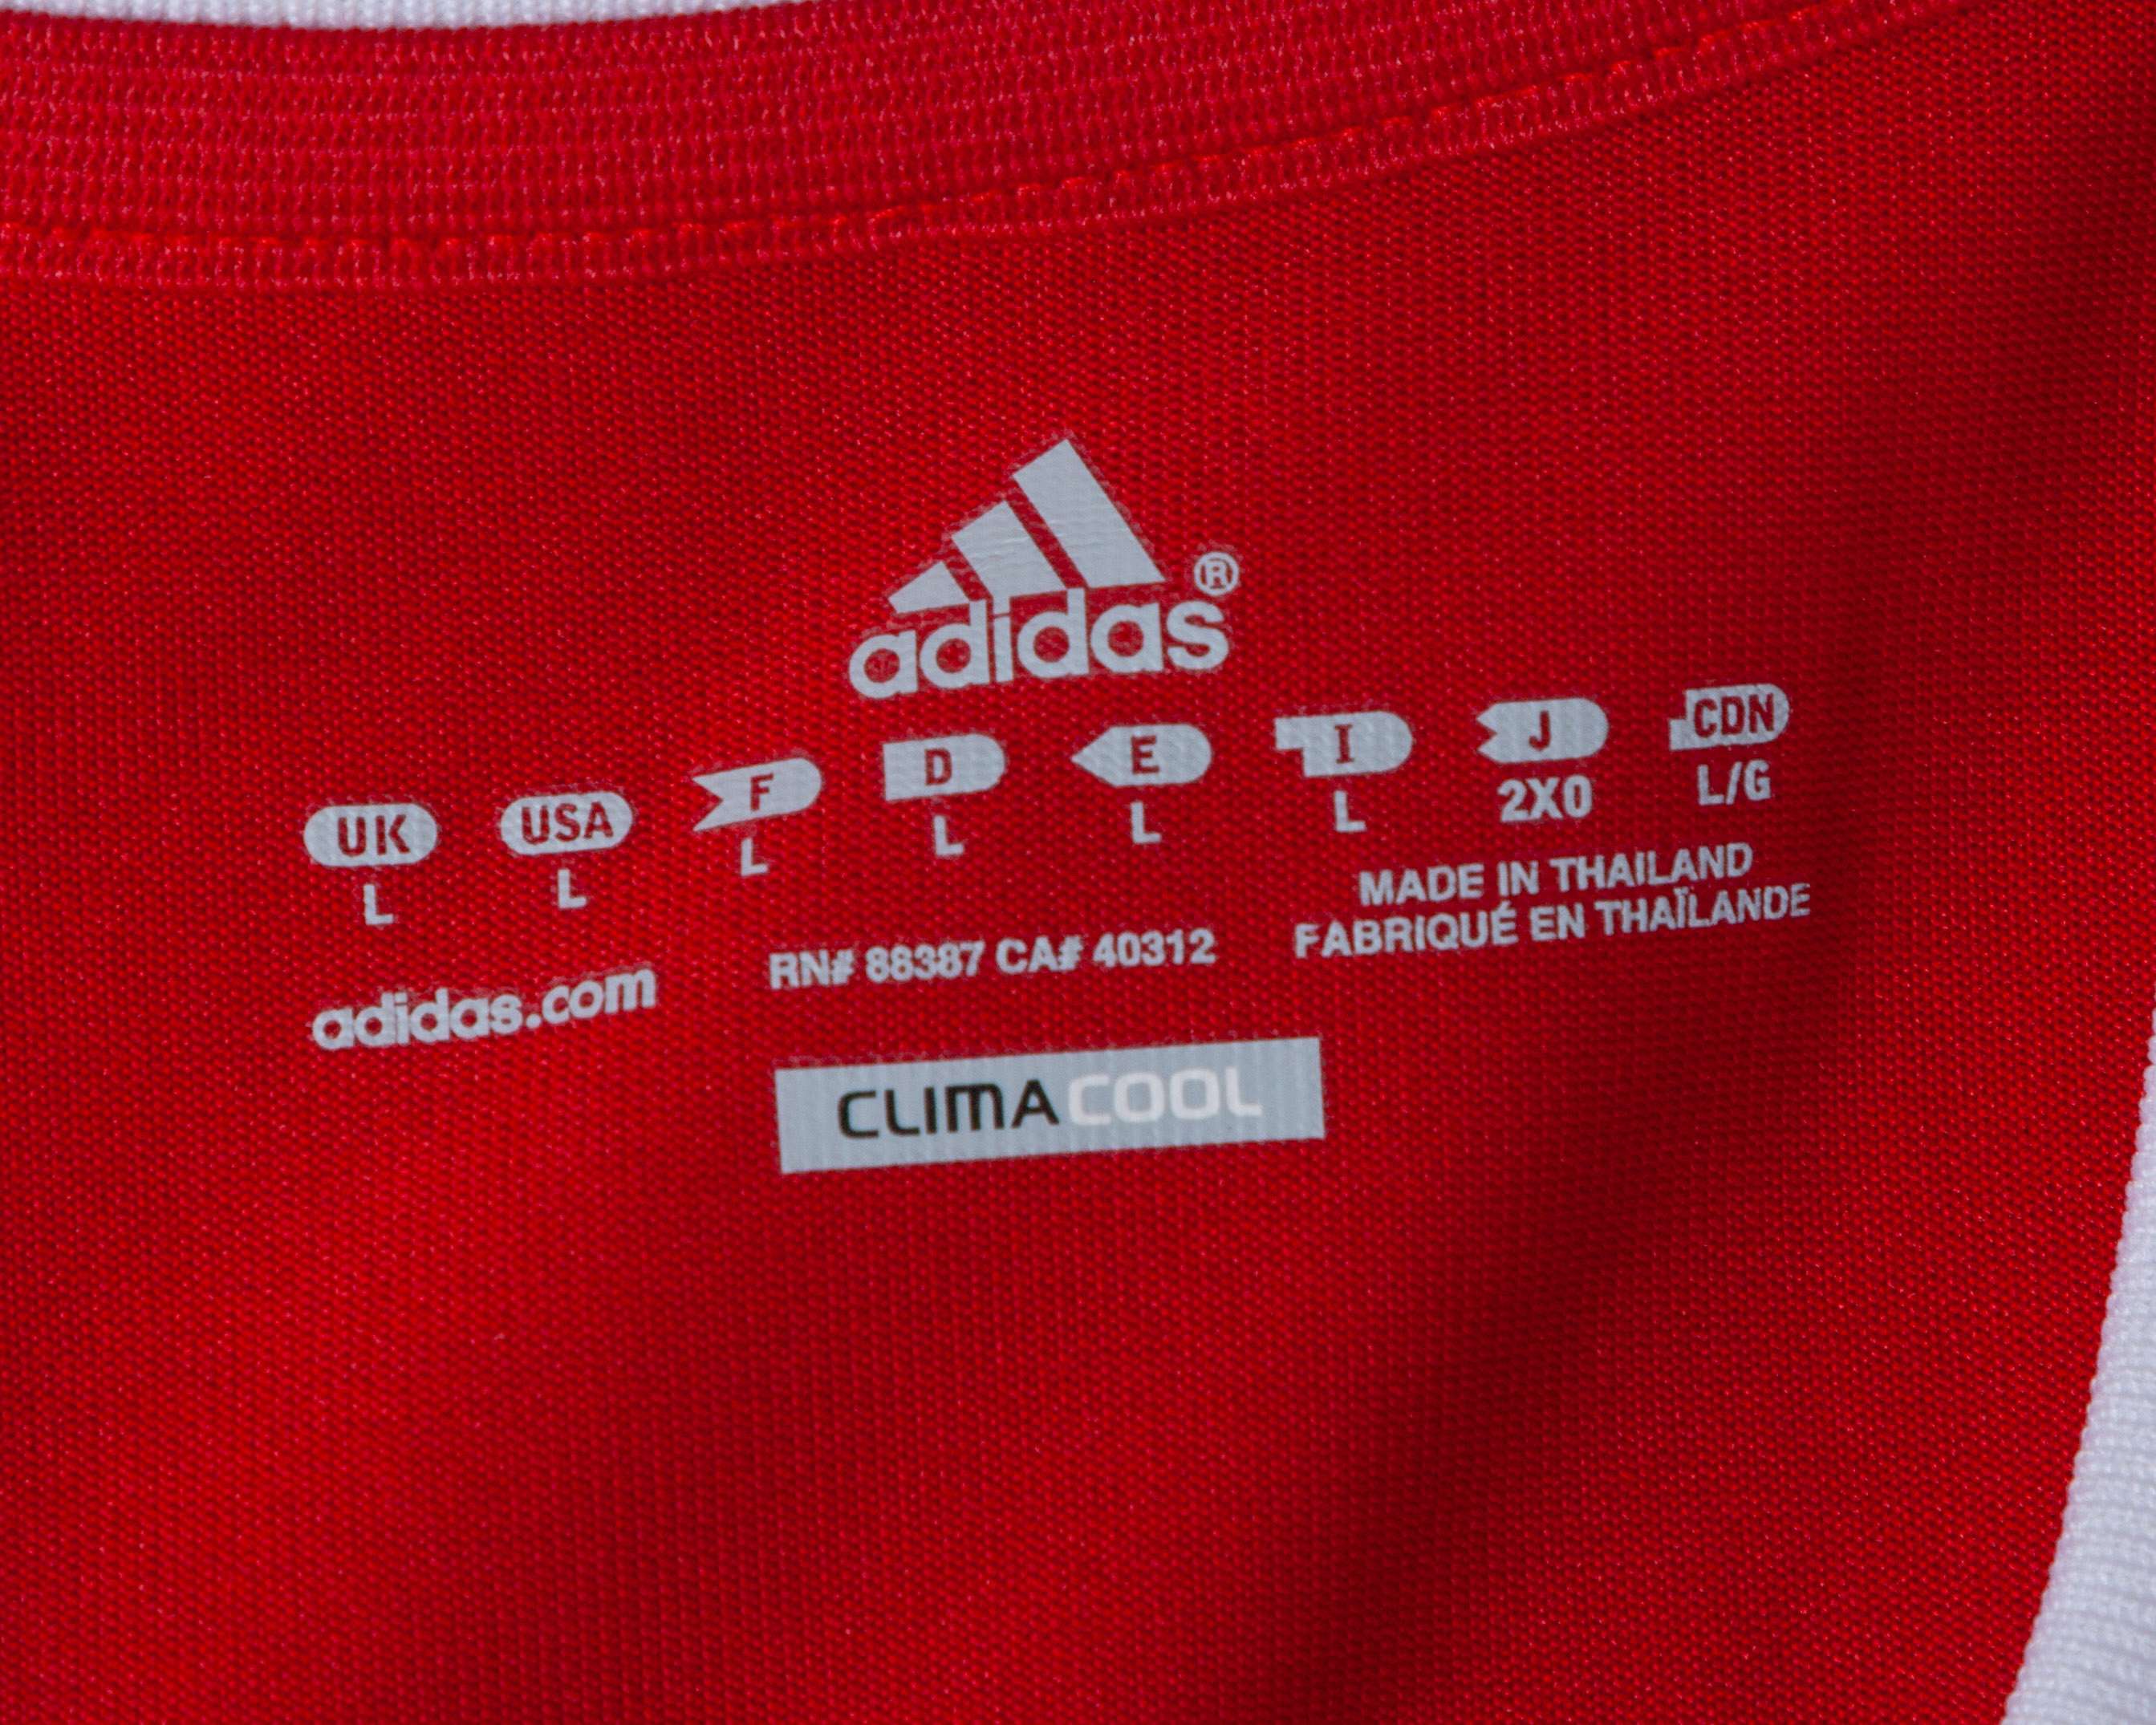 adidas®
UK USA F D E I J CDN
L L L L L L 2XO L/G
adidas.com RN# 88387 CA# 40312 MADE IN THAILAND
FABRIQUÉ EN THAÏLANDE
CLIMACOOL